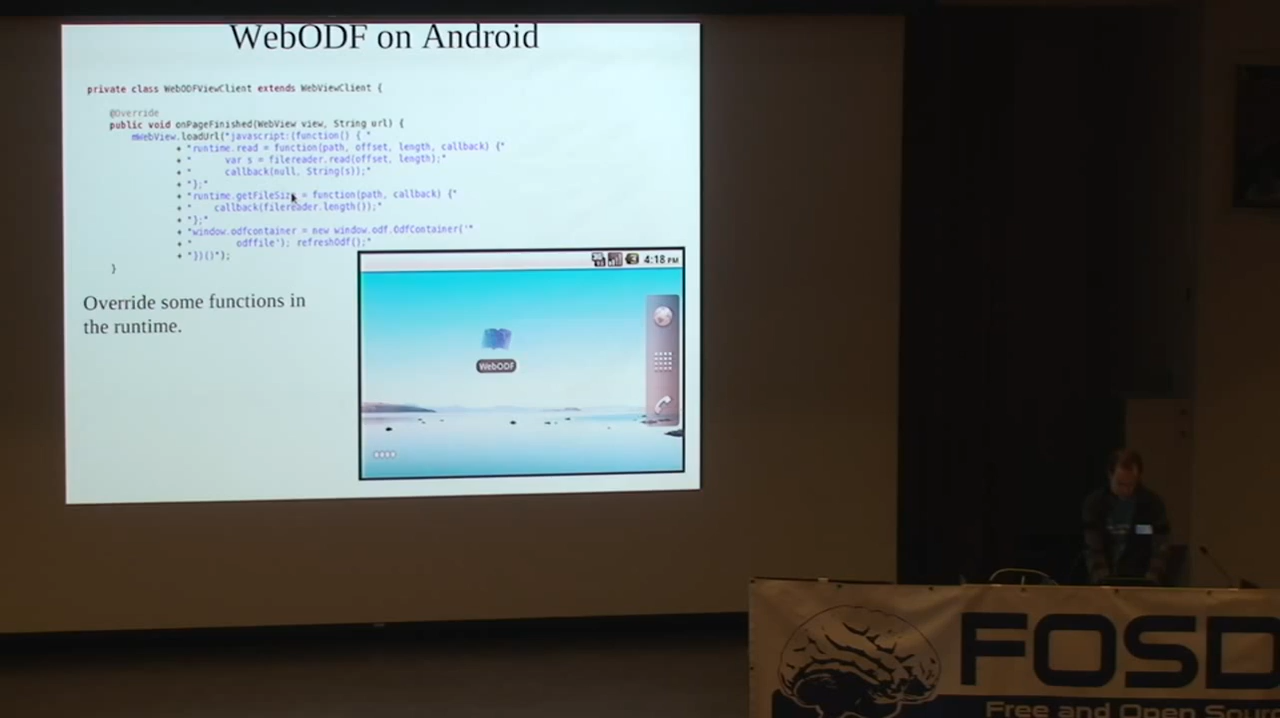 WebODF on Android
private class WebODFViewClient extends WebViewClient {
@Override
public void onPageFinished(WebView view, String url) {
mWebView.loadUrl("javascript:(function() { "
+ "runtime.read = function(path, offset, length, callback) {"
+ "      var s = filereader.read(offset, length);"
+ "      callback(null, String(s));"
+ "};"
+ "runtime.getFileSize = function(path, callback) {"
+ "    callback(filereader.length());"
+ "};"
+ "window.odfcontainer = new window.odf.OdfContainer('"
+ "        odffile'); refreshOdf();"
+ "})()");
}
4:18 PM
WebODF
Override some functions in
the runtime.
FOSD
Free and Open Sour